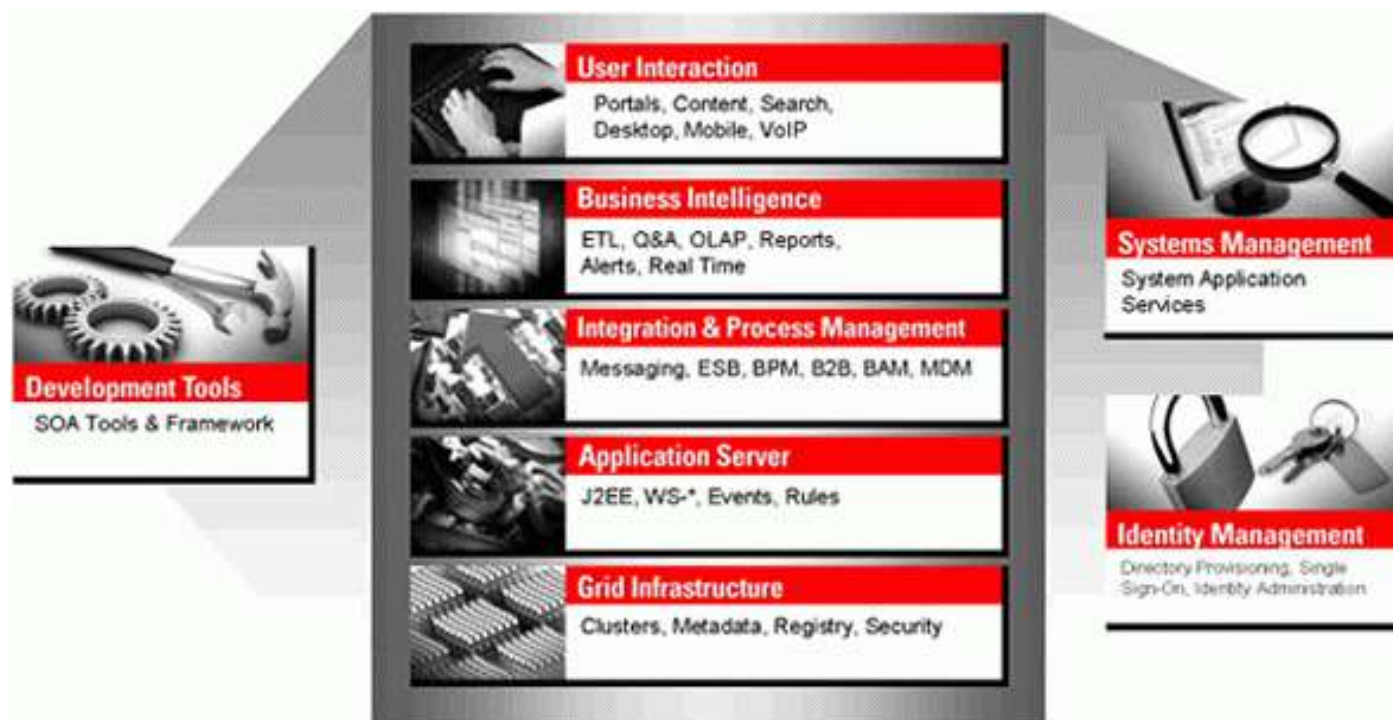 User Interaction
Portals, Content, Search,
Desktop, Mobile, VoIP
Business Intelligence
ETL, Q&A, OLAP, Reports,
Alerts, Real Time
Integration & Process Management
Messaging, ESB, BPM, B2B, BAM, MDM
Application Server
J2EE, WS-*, Events, Rules
Grid Infrastructure
Clusters, Metadata, Registry, Security
Development Tools
SOA Tools & Framework
Systems Management
System Application
Services
Identity Management
Directory Provisioning, Single
Sign-On, Identity Administration